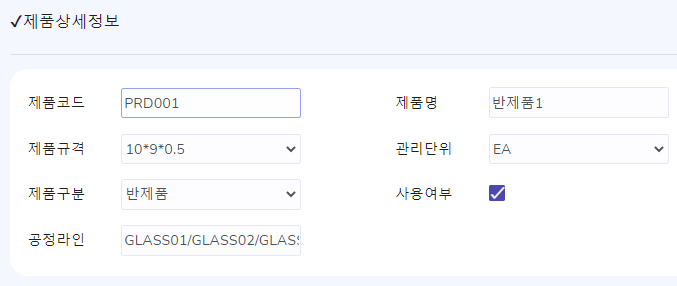 ✓제품상세정보
제품코드 PRD001 제품명 반제품1
제품규격 10*9*0.5 관리단위 EA
제품구분 반제품 사용여부
공정라인 GLASS01/GLASS02/GLASS